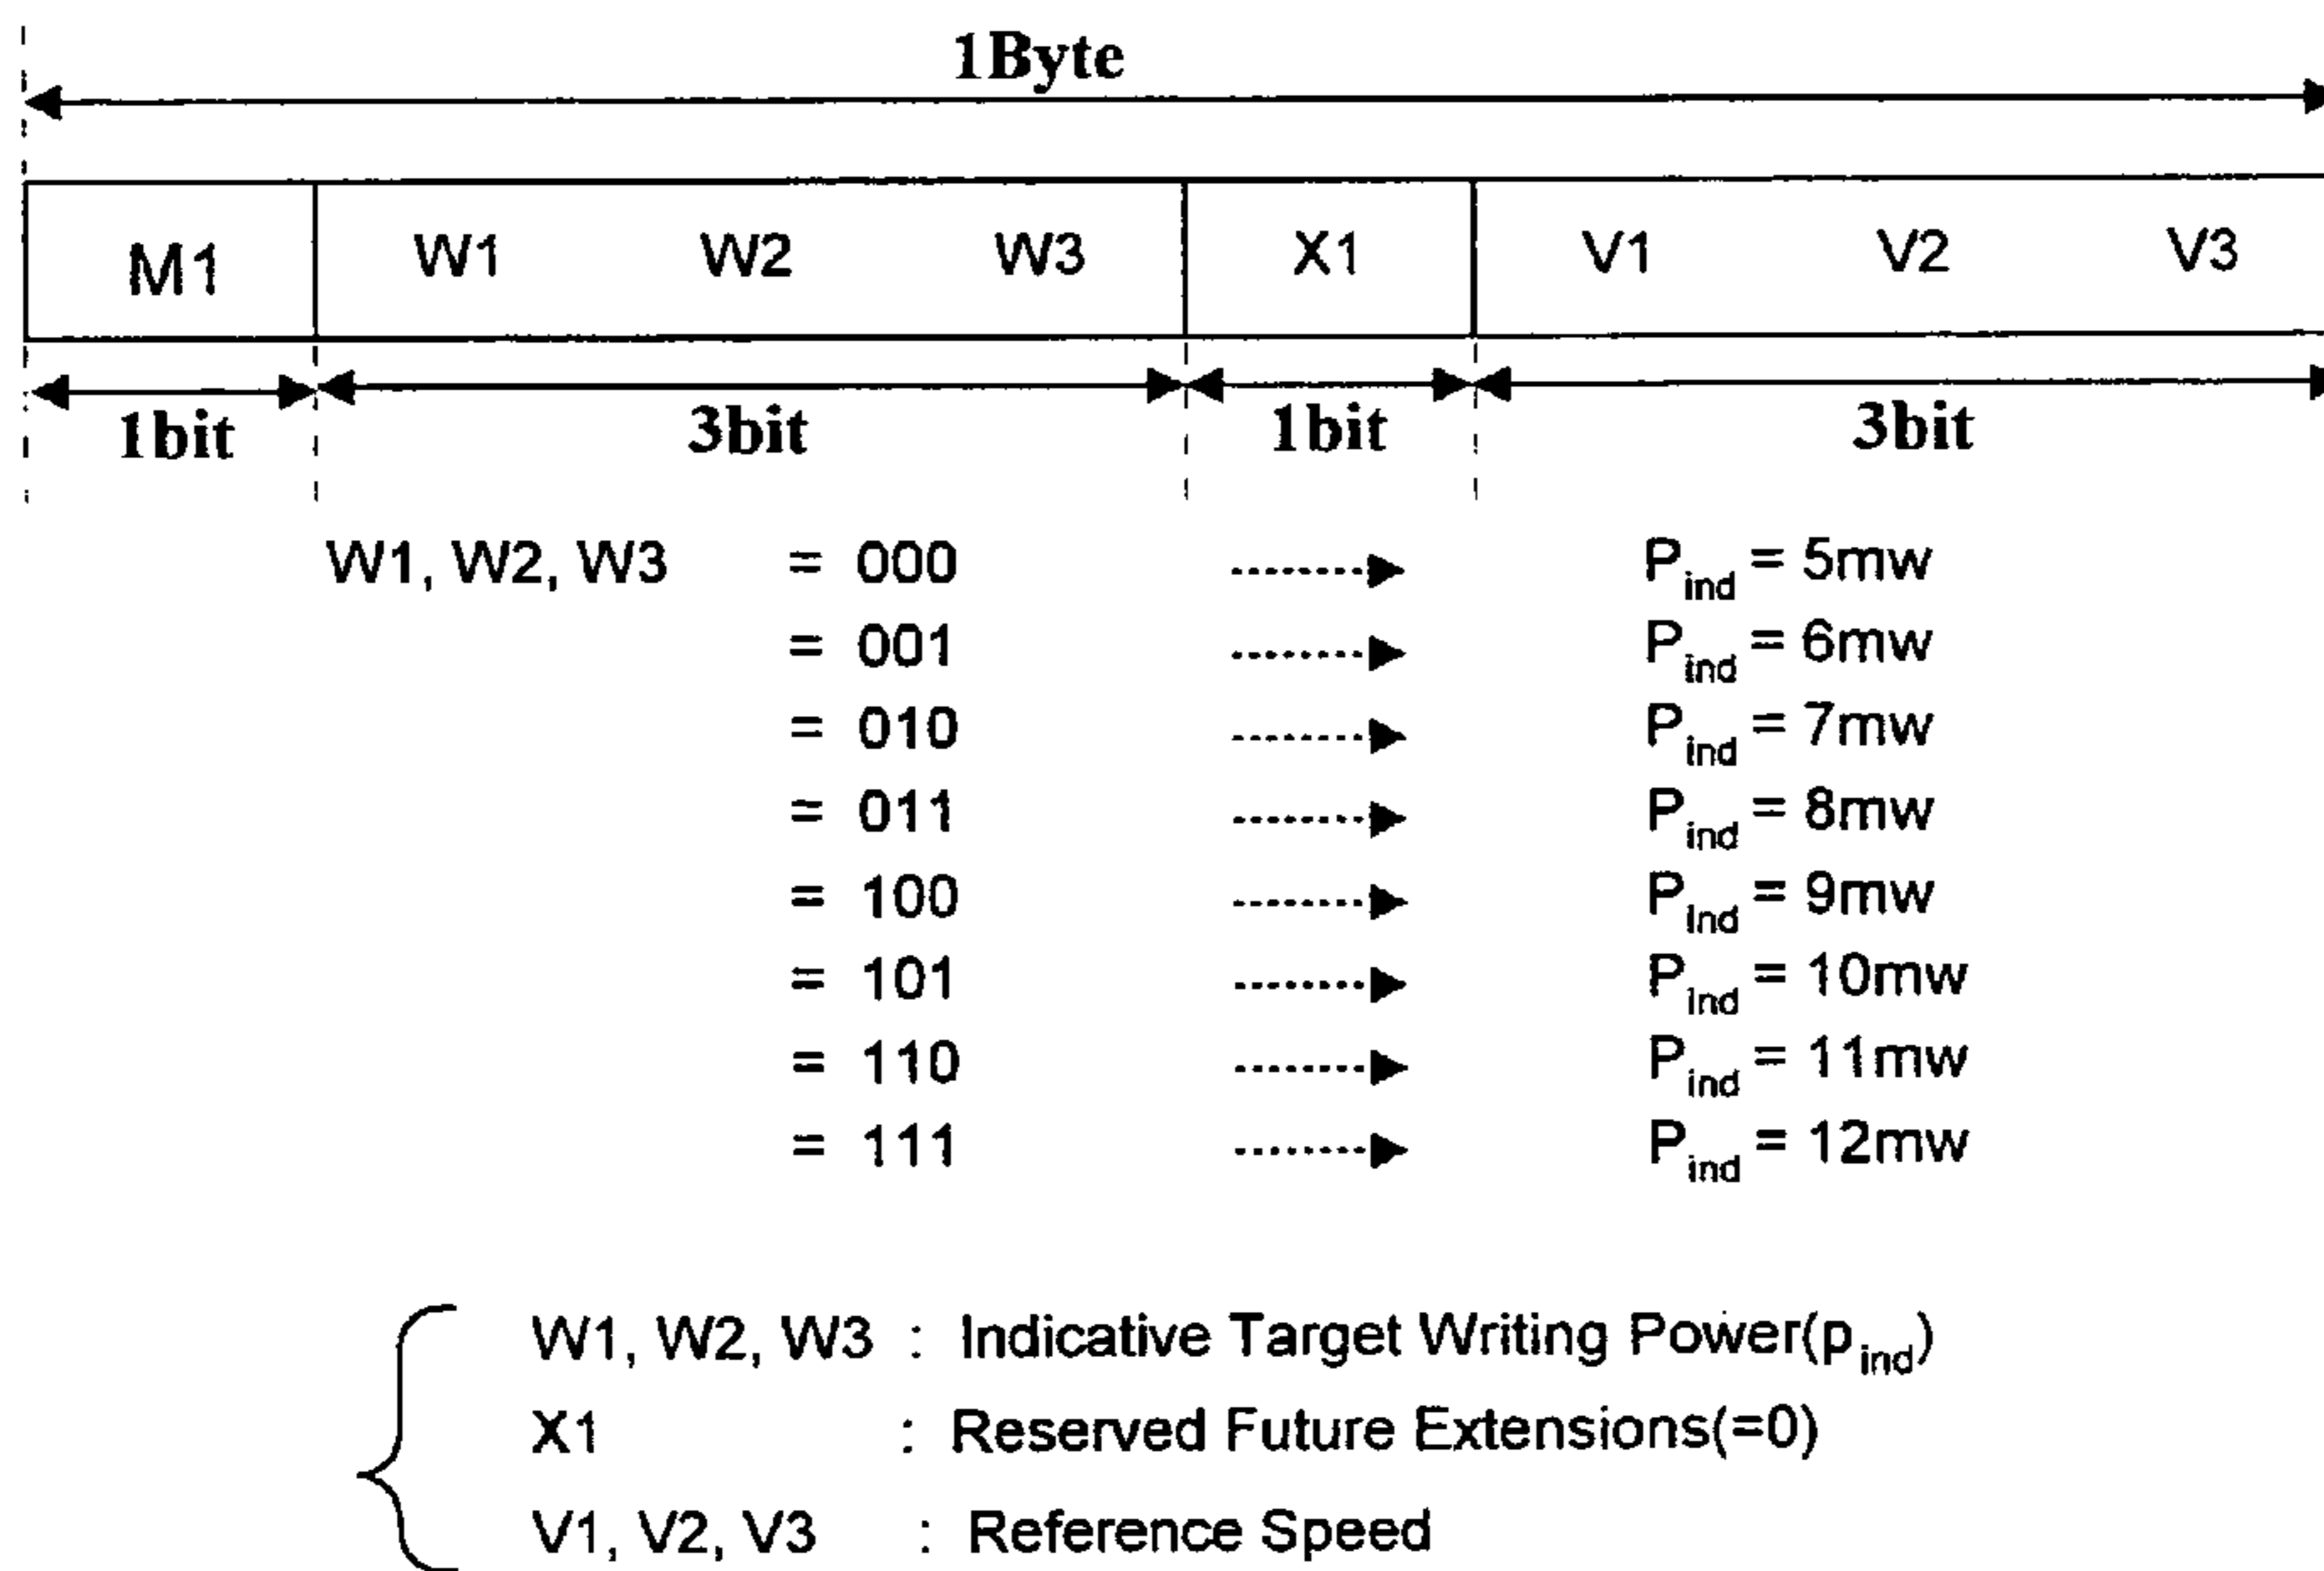 1Byte
M1 W1 W2 W3 X1 V1 V2 V3
1bit 3bit 1bit 3bit
W1, W2, W3 = 000 P_ind = 5mw
= 001 P_ind = 6mw
= 010 P_ind = 7mw
= 011 P_ind = 8mw
= 100 P_ind = 9mw
= 101 P_ind = 10mw
= 110 P_ind = 11mw
= 111 P_ind = 12mw
W1, W2, W3 : Indicative Target Writing Power(p_ind)
X1 : Reserved Future Extensions(=0)
V1, V2, V3 : Reference Speed